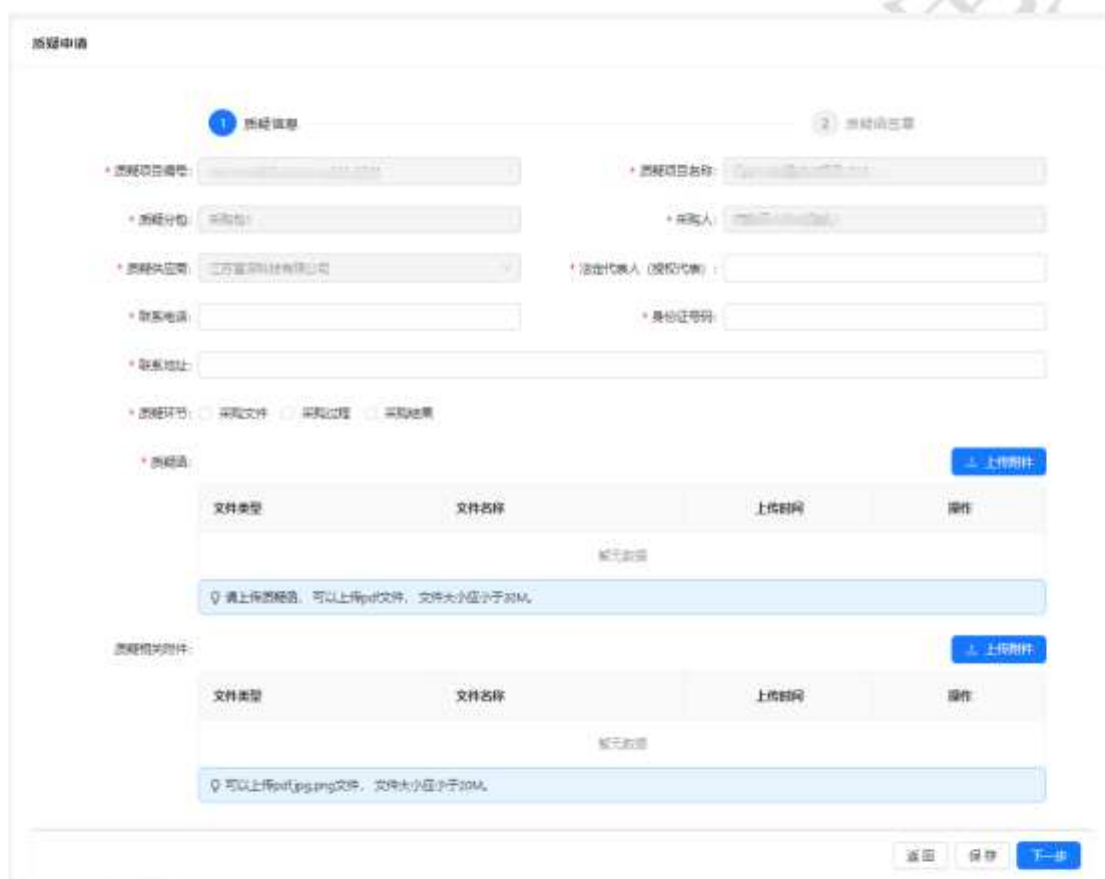 质疑申请
1 质疑信息 2 质疑函签章
* 质疑项目编号: * 质疑项目名称:
* 质疑分包: 采购包1 * 采购人:
* 质疑供应商: * 法定代表人（授权代表）:
* 联系电话: * 身份证号码:
* 联系地址:
* 质疑环节: 采购文件 采购过程 采购结果
* 质疑函: 上传附件
文件类型 文件名称 上传时间 操作
暂无数据
请上传质疑函，可以上传pdf文件，文件大小应小于20M。
质疑相关附件: 上传附件
文件类型 文件名称 上传时间 操作
暂无数据
可以上传pdf,jpg,png文件，文件大小应小于20M。
返回 保存 下一步